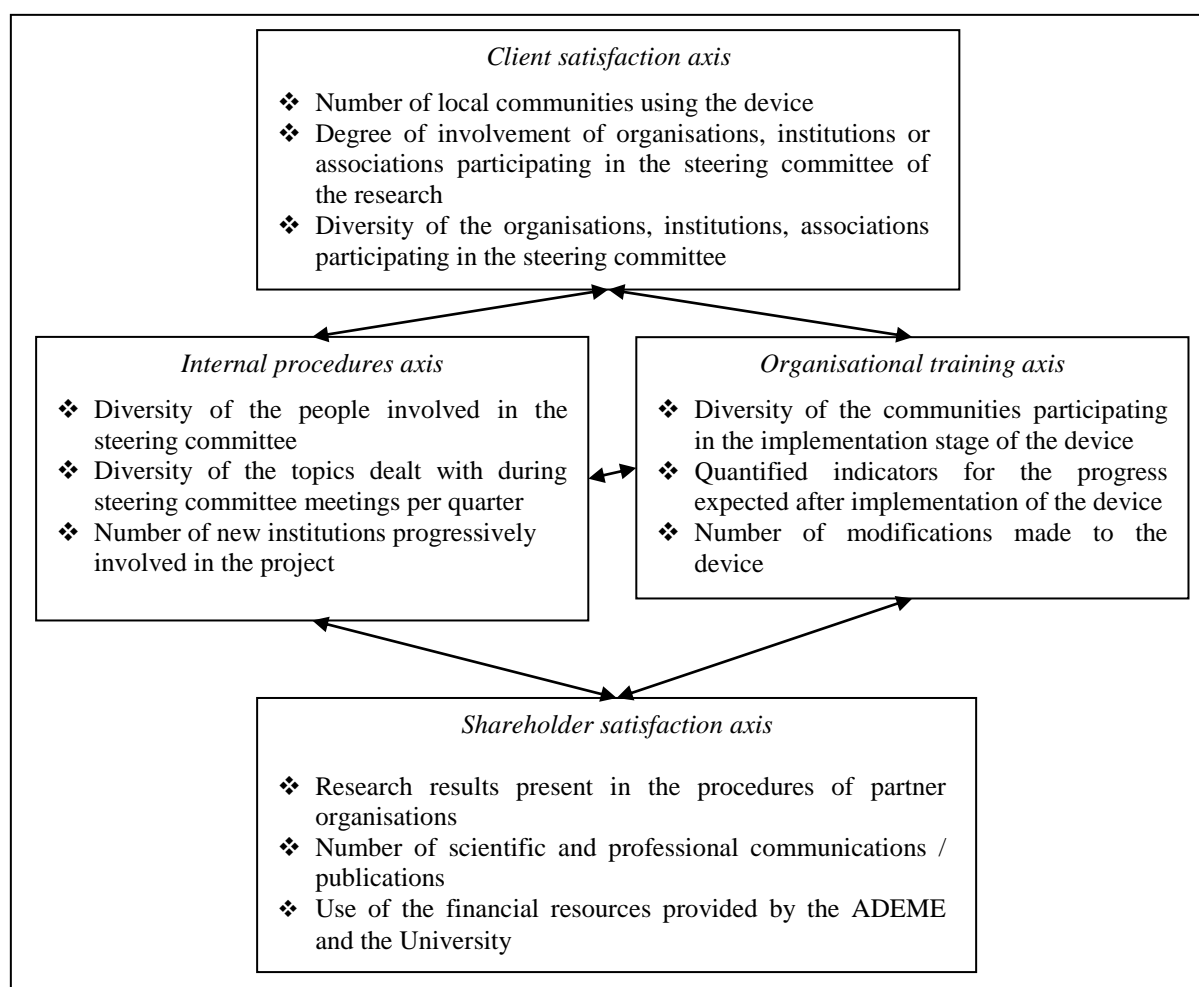 Client satisfaction axis
❖ Number of local communities using the device
❖ Degree of involvement of organisations, institutions or
associations participating in the steering committee of
the research
❖ Diversity of the organisations, institutions, associations
participating in the steering committee
Internal procedures axis
❖ Diversity of the people involved in the
steering committee
❖ Diversity of the topics dealt with during
steering committee meetings per quarter
❖ Number of new institutions progressively
involved in the project
Organisational training axis
❖ Diversity of the communities participating
in the implementation stage of the device
❖ Quantified indicators for the progress
expected after implementation of the device
❖ Number of modifications made to the
device
Shareholder satisfaction axis
❖ Research results present in the procedures of partner
organisations
❖ Number of scientific and professional communications /
publications
❖ Use of the financial resources provided by the ADEME
and the University